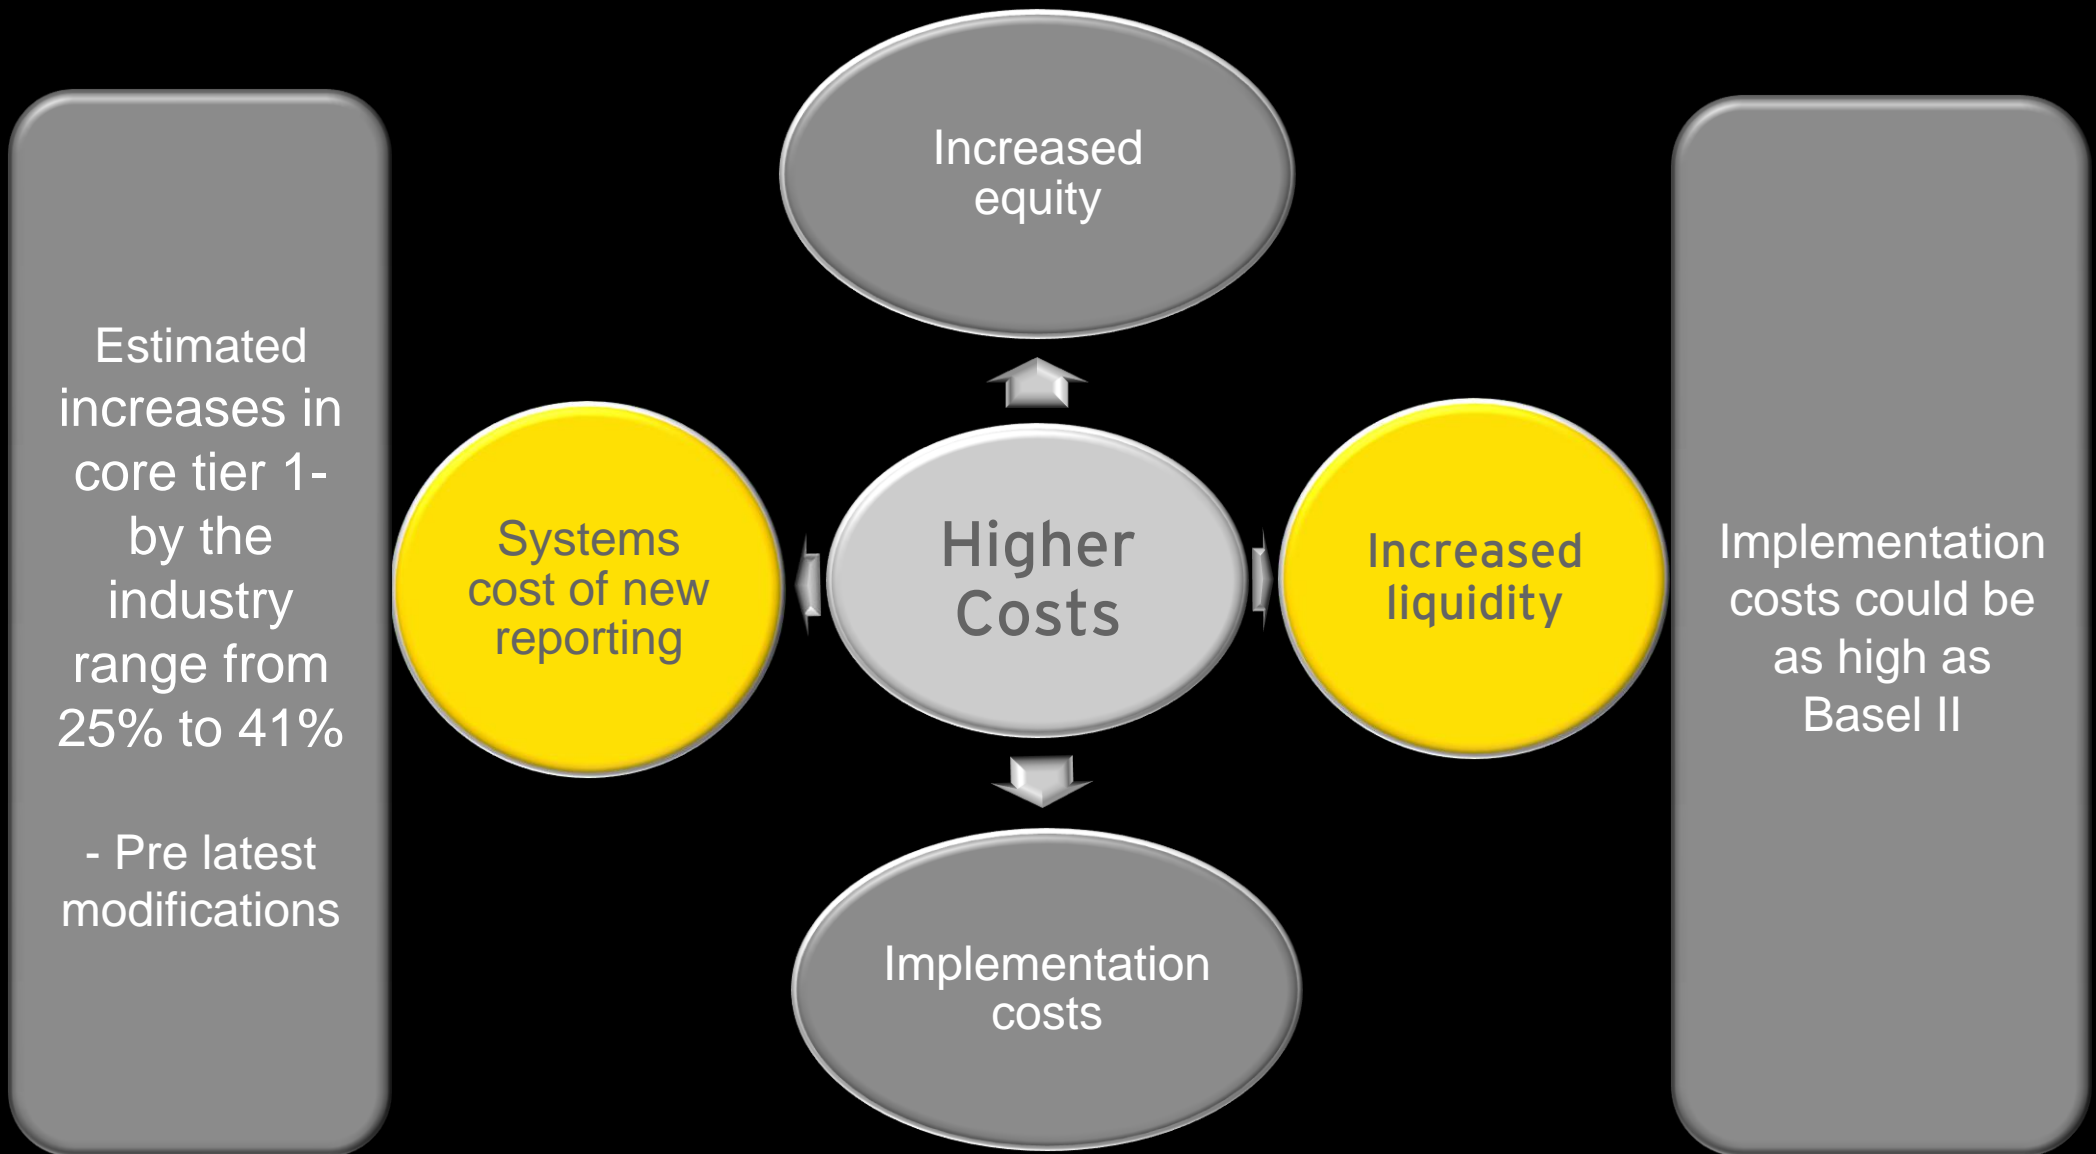 Estimated
increases in
core tier 1-
by the
industry
range from
25% to 41%
- Pre latest
modifications
Increased
equity
Systems
cost of new
reporting
Higher
Costs
Increased
liquidity
Implementation
costs
Implementation
costs could be
as high as
Basel II